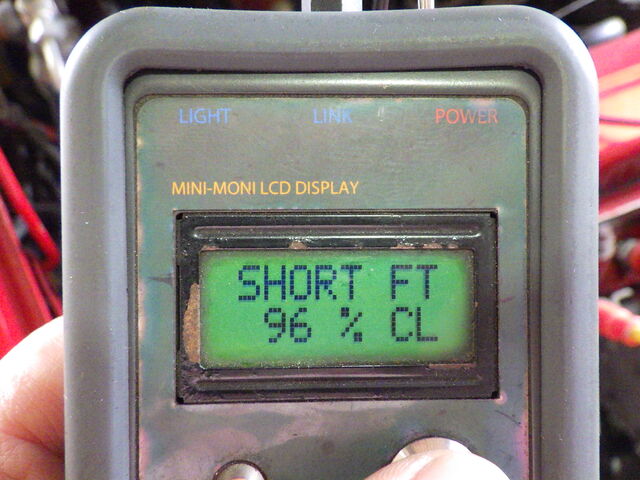 LIGHT LINK POWER
MINI-MONI LCD DISPLAY
SHORT FT
96 % CL